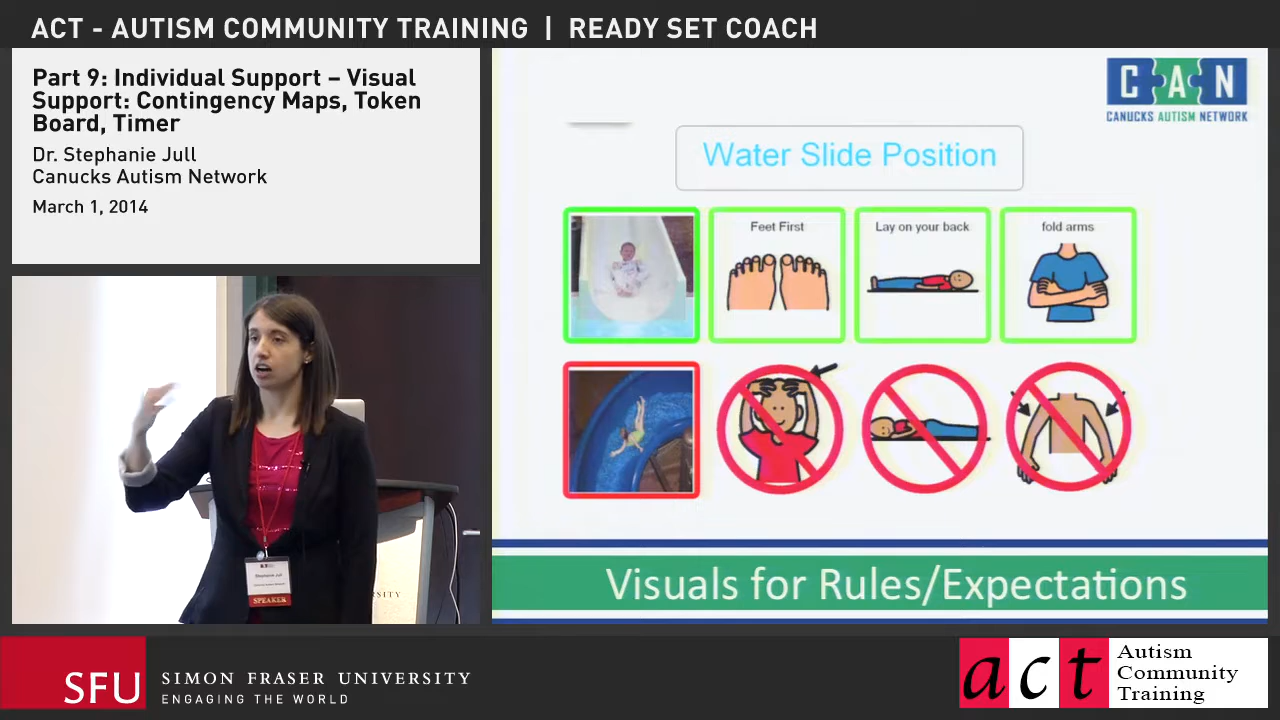 ACT - AUTISM COMMUNITY TRAINING | READY SET COACH
Part 9: Individual Support – Visual
Support: Contingency Maps, Token
Board, Timer
Dr. Stephanie Jull
Canucks Autism Network
March 1, 2014
CAN
CANUCKS AUTISM NETWORK
Water Slide Position
Feet First
Lay on your back
fold arms
Visuals for Rules/Expectations
Stephanie Jull
SPEAKER
SFU
SIMON FRASER UNIVERSITY
ENGAGING THE WORLD
act
Autism
Community
Training